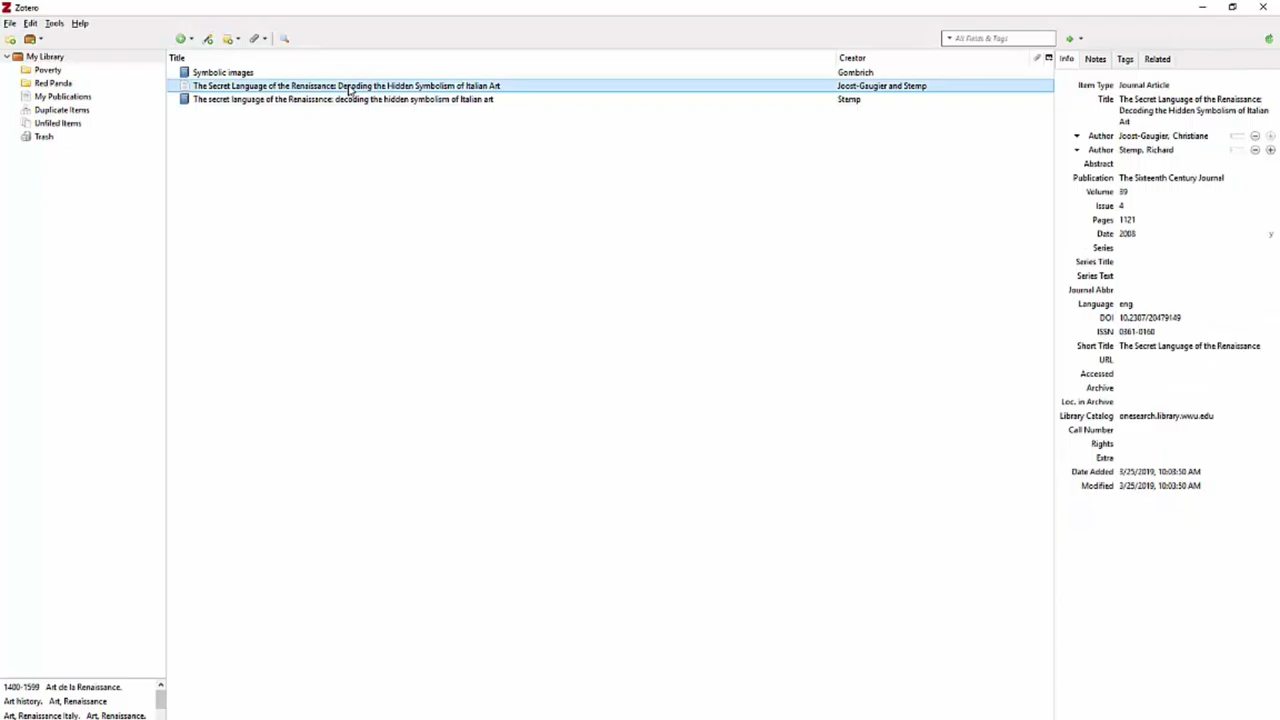 Zotero
File Edit Tools Help
All Fields & Tags
My Library
Poverty
Red Panda
My Publications
Duplicate Items
Unfiled Items
Trash
Title Creator
Symbolic images Gombrich
The Secret Language of the Renaissance: Decoding the Hidden Symbolism of Italian Art Joost-Gaugier and Stemp
The secret language of the Renaissance: decoding the hidden symbolism of Italian art Stemp
Info Notes Tags Related
Item Type Journal Article
Title The Secret Language of the Renaissance:
Decoding the Hidden Symbolism of Italian
Art
Author Joost-Gaugier, Christiane
Author Stemp, Richard
Abstract
Publication The Sixteenth Century Journal
Volume 39
Issue 4
Pages 1121
Date 2008 y
Series
Series Title
Series Text
Journal Abbr
Language eng
DOI 10.2307/20479149
ISSN 0361-0160
Short Title The Secret Language of the Renaissance
URL
Accessed
Archive
Loc. in Archive
Library Catalog onesearch.library.wwu.edu
Call Number
Rights
Extra
Date Added 3/25/2019, 10:03:50 AM
Modified 3/25/2019, 10:03:50 AM
1400-1599 Art de la Renaissance.
Art history. Art, Renaissance
Art, Renaissance Italy. Art, Renaissance.